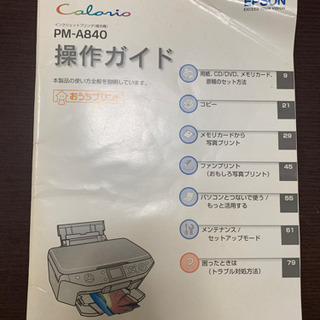 Colorio
EPSON
EXCEED YOUR VISION
インクジェットプリンタ(複合機)
PM-A840
操作ガイド
本製品の使い方全般を説明しています。
おうちプリント
用紙、CD/DVD、メモリカード、
原稿のセット方法
9
コピー
21
メモリカードから
写真プリント
29
ファンプリント
(おもしろ写真プリント)
45
パソコンとつないで使う/
もっと活用する
55
メンテナンス/
セットアップモード
61
困ったときは
(トラブル対処方法)
79